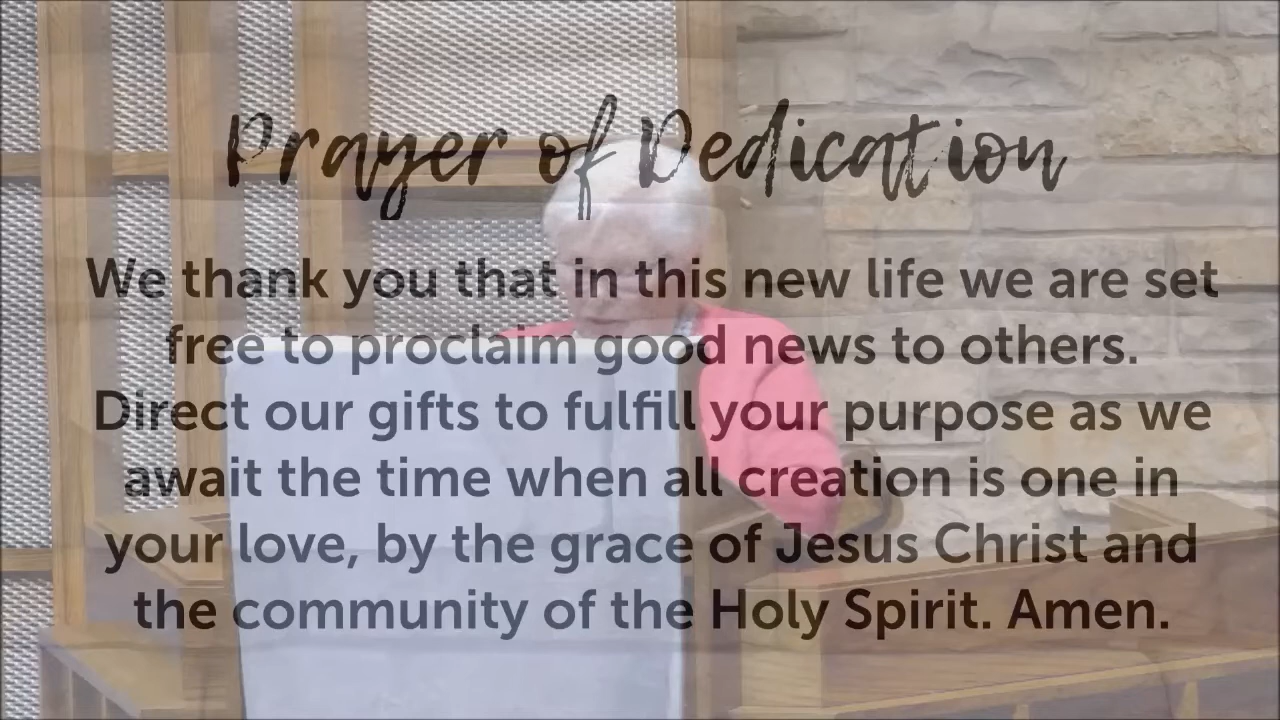 Prayer of Dedication
We thank you that in this new life we are set
free to proclaim good news to others.
Direct our gifts to fulfill your purpose as we
await the time when all creation is one in
your love, by the grace of Jesus Christ and
the community of the Holy Spirit. Amen.